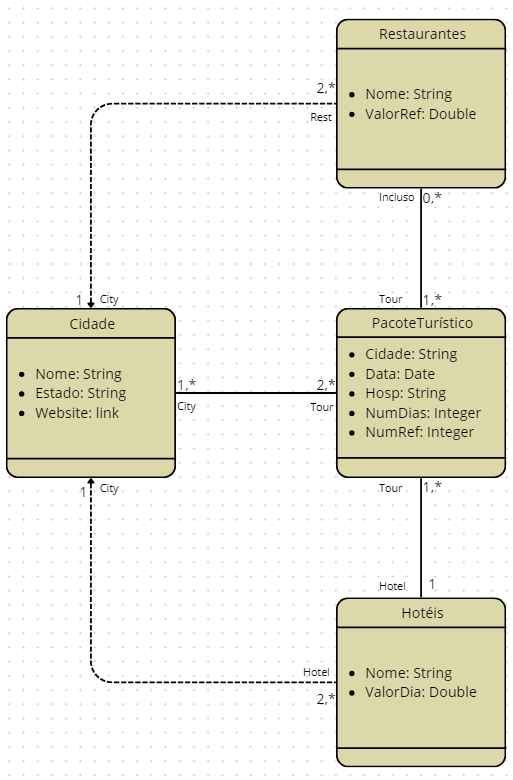 Restaurantes
Nome: String
ValorRef: Double
2,*
Rest
Incluso 0,*
Tour 1,*
1 City
Cidade
Nome: String
Estado: String
Website: link
PacoteTurístico
Cidade: String
Data: Date
Hosp: String
NumDias: Integer
NumRef: Integer
1,*
City
2,*
Tour
1 City
Tour 1,*
Hotel 1
Hotéis
Nome: String
ValorDia: Double
Hotel
2,*